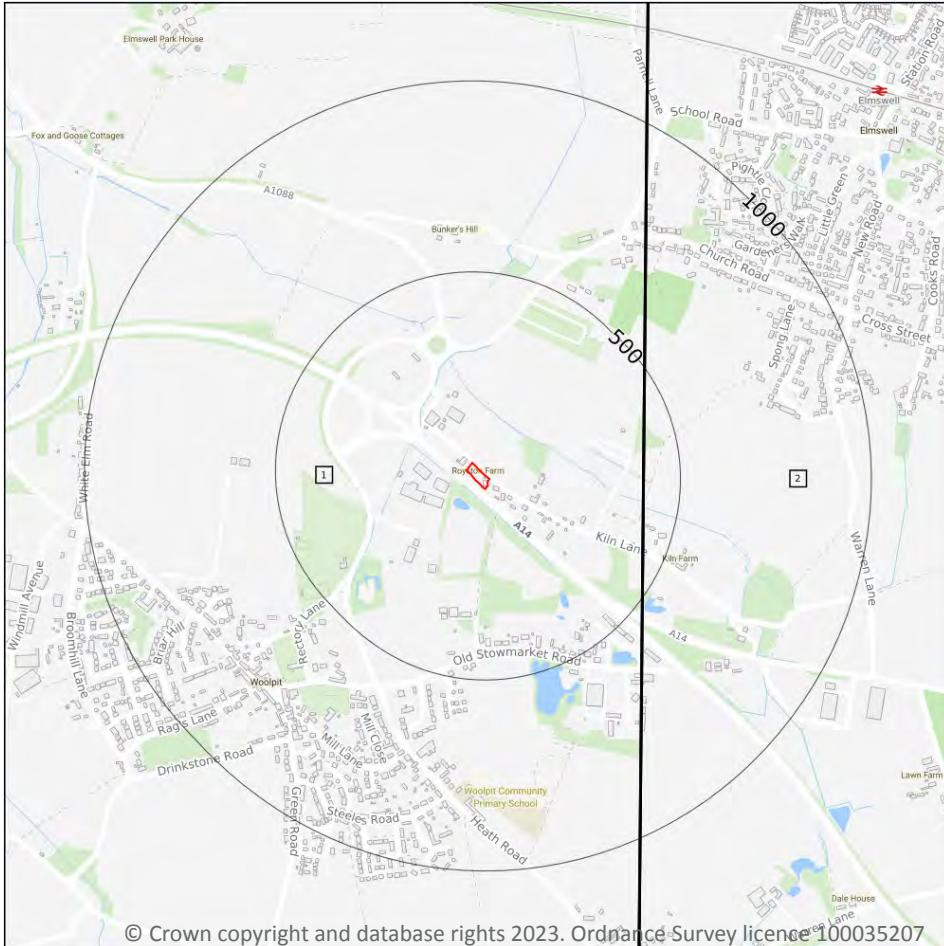 Elmswell Park House
Station Road
Parnell Lane
Elmswell
School Road
Elmswell
Fox and Goose Cottages
Pightle C
A1088
1000
Little Green
New Road
Bunker's Hill
Gardeners Walk
Church Road
Cooks Road
Cross Street
500
Spong Lane
White Elm Road
1
Royston Farm
2
A14
Kiln Lane
Kiln Farm
Warren Lane
Windmill Avenue
Broomhill Lane
Briar Hill
Rectory Lane
A14
Old Stowmarket Road
Woolpit
Rags Lane
Mill Lane
Mill Close
Drinkstone Road
Lawn Farm
Woolpit Community
Primary School
Green Road
Steeles Road
Heath Road
Dale House
Warren Lane
© Crown copyright and database rights 2023. Ordnance Survey licence 100035207.